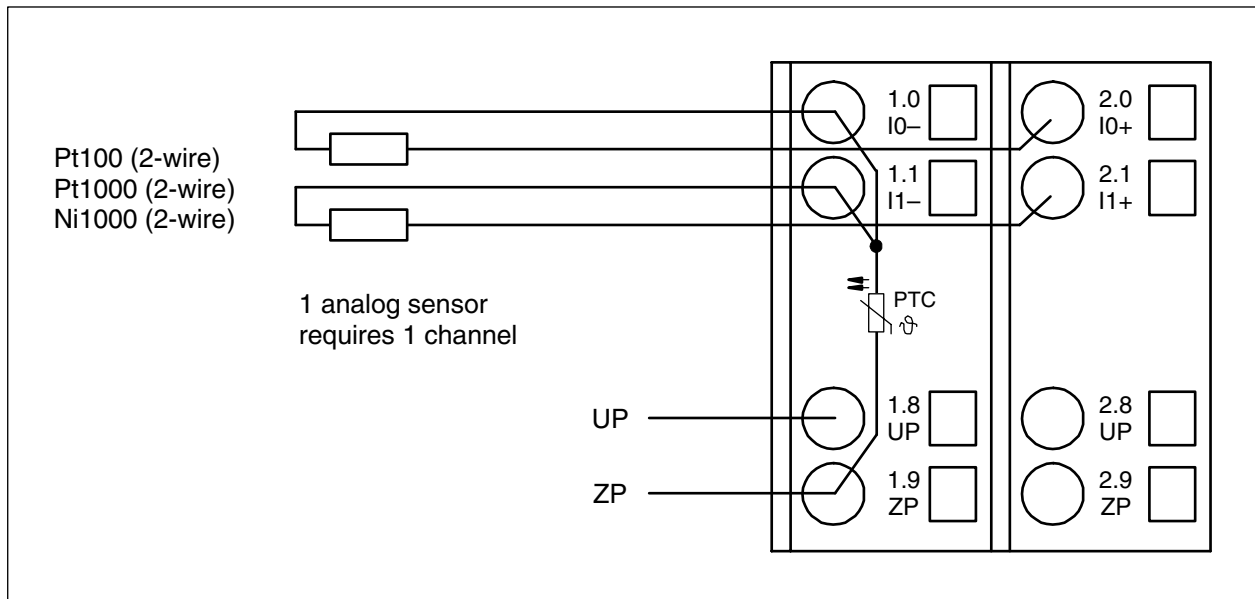 Pt100 (2-wire)
Pt1000 (2-wire)
Ni1000 (2-wire)
1 analog sensor
requires 1 channel
UP
ZP
1.0
I0–
2.0
I0+
1.1
I1–
2.1
I1+
PTC
ϑ
1.8
UP
2.8
UP
1.9
ZP
2.9
ZP